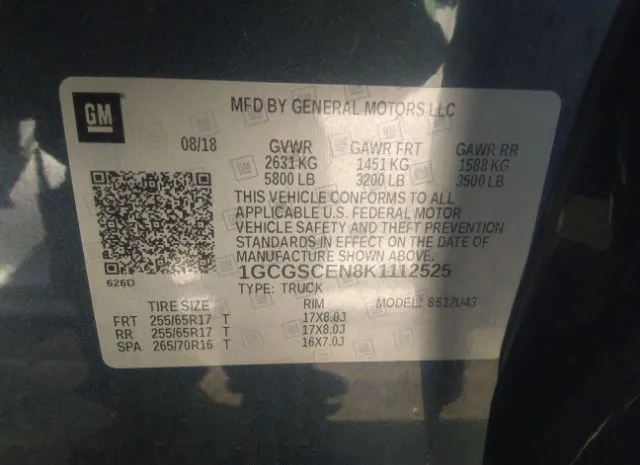 GM
MFD BY GENERAL MOTORS LLC
08/18 GVWR GAWR FRT GAWR RR
2631 KG 1451 KG 1588 KG
5800 LB 3200 LB 3500 LB
THIS VEHICLE CONFORMS TO ALL
APPLICABLE U.S. FEDERAL MOTOR
VEHICLE SAFETY AND THEFT PREVENTION
STANDARDS IN EFFECT ON THE DATE OF
MANUFACTURE SHOWN ABOVE.
1GCGSCEN8K1112525
626D
TYPE: TRUCK MODEL: 8512U43
TIRE SIZE RIM
FRT 255/65R17 T 17X8.0J
RR 255/65R17 T 17X8.0J
SPA 265/70R16 T 16X7.0J